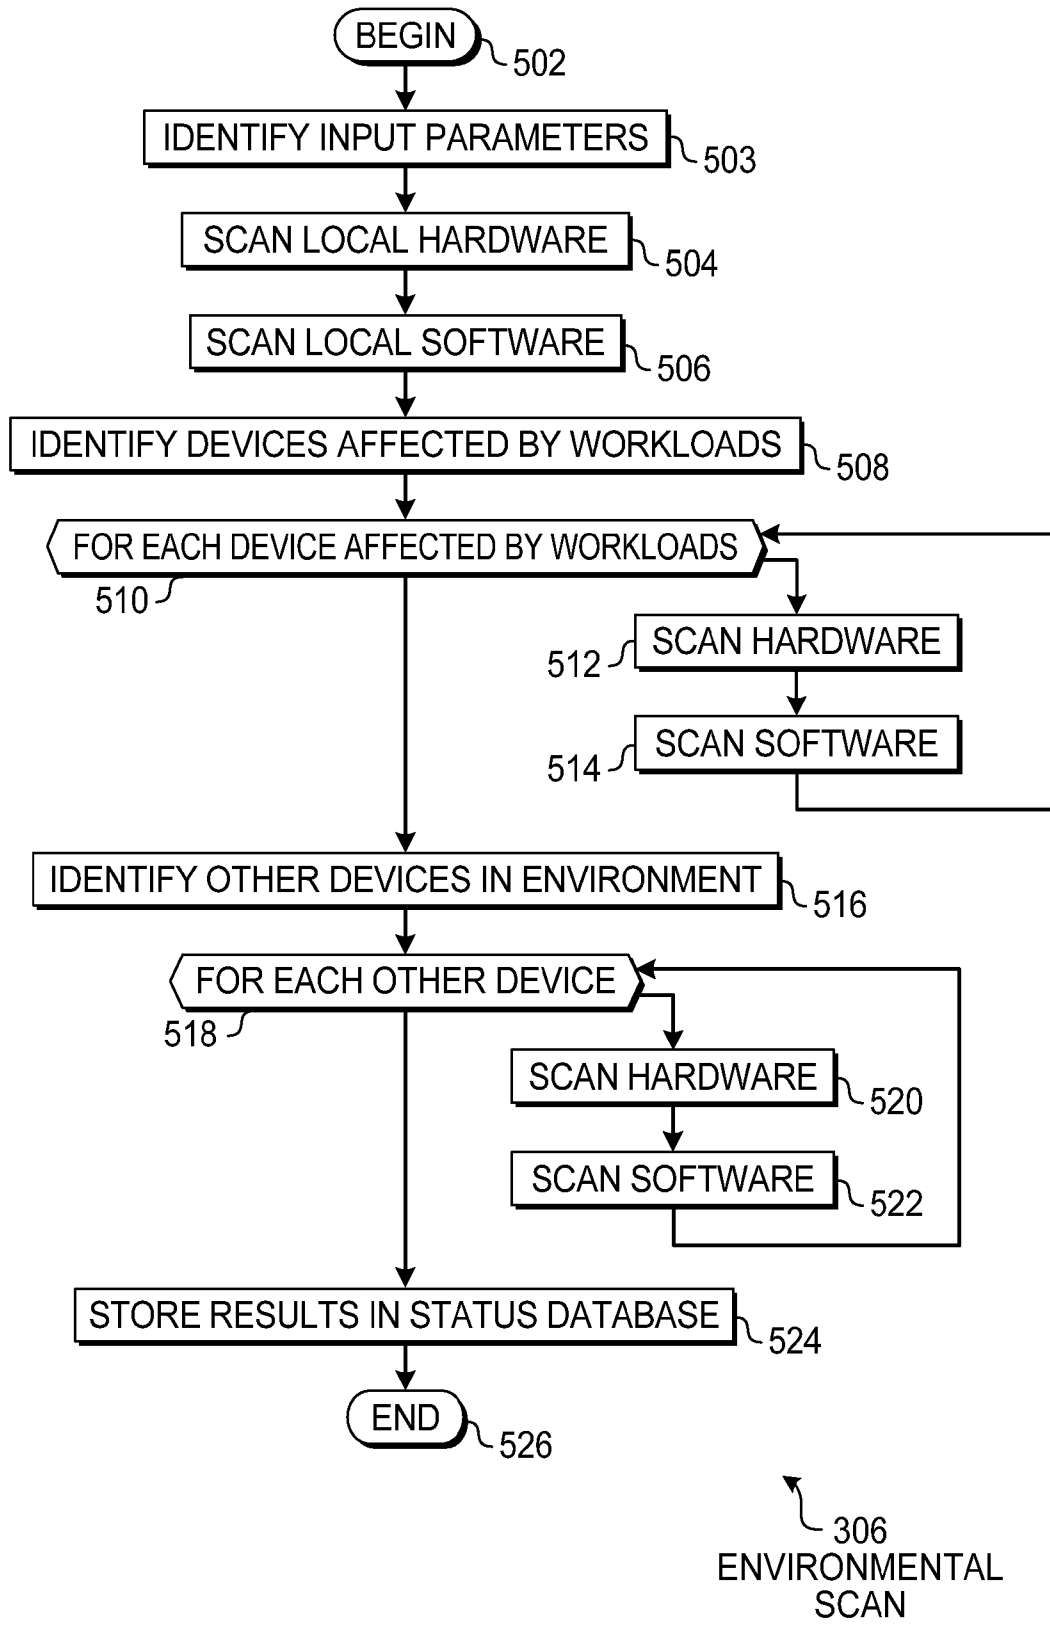 BEGIN
502
IDENTIFY INPUT PARAMETERS
503
SCAN LOCAL HARDWARE
504
SCAN LOCAL SOFTWARE
506
IDENTIFY DEVICES AFFECTED BY WORKLOADS
508
FOR EACH DEVICE AFFECTED BY WORKLOADS
510
SCAN HARDWARE
512
SCAN SOFTWARE
514
IDENTIFY OTHER DEVICES IN ENVIRONMENT
516
FOR EACH OTHER DEVICE
518
SCAN HARDWARE
520
SCAN SOFTWARE
522
STORE RESULTS IN STATUS DATABASE
524
END
526
306
ENVIRONMENTAL
SCAN